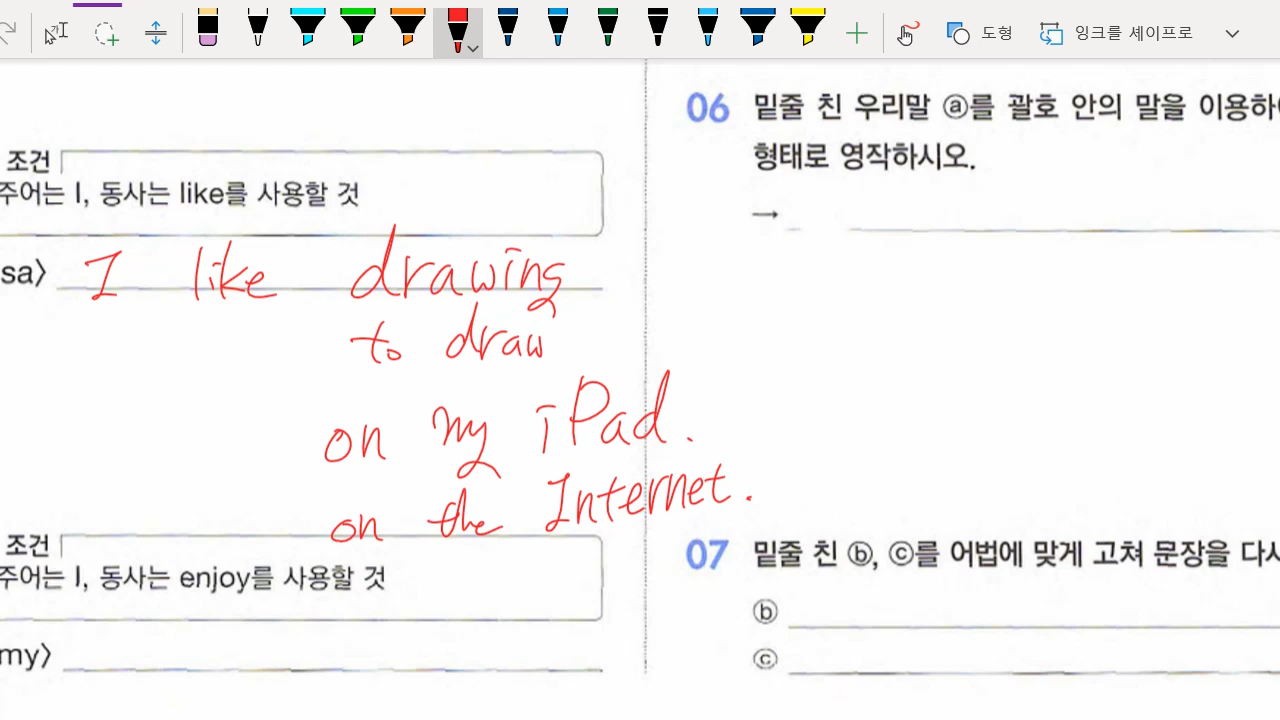 도형 잉크를 셰이프로
조건
주어는 I, 동사는 like를 사용할 것
sa〉 I like drawing
to draw
on my iPad.
on the Internet.
조건
주어는 I, 동사는 enjoy를 사용할 것
my〉
06 밑줄 친 우리말 ⓐ를 괄호 안의 말을 이용하여
형태로 영작하시오.
→
07 밑줄 친 ⓑ, ⓒ를 어법에 맞게 고쳐 문장을 다시
ⓑ
ⓒ